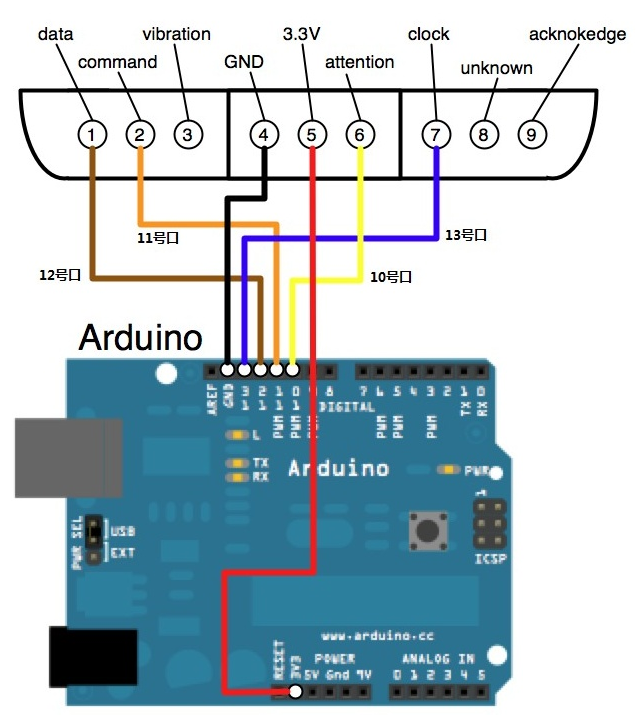 data
vibration
3.3V
clock
acknokedge
command
GND
attention
unknown
1
2
3
4
5
6
7
8
9
11号口
13号口
12号口
10号口
Arduino
AREF
GND
13
12
PWM 11
PWM 10
PWM
8
7
PWM 6
PWM 5
4
PWM 3
2
TX 1
RX 0
DIGITAL
L
TX
RX
Arduino
PWR
1
ICSP
PWR SEL
USB
EXT
www.arduino.cc
RESET
3V3
POWER
5V Gnd 9V
ANALOG IN
0 1 2 3 4 5